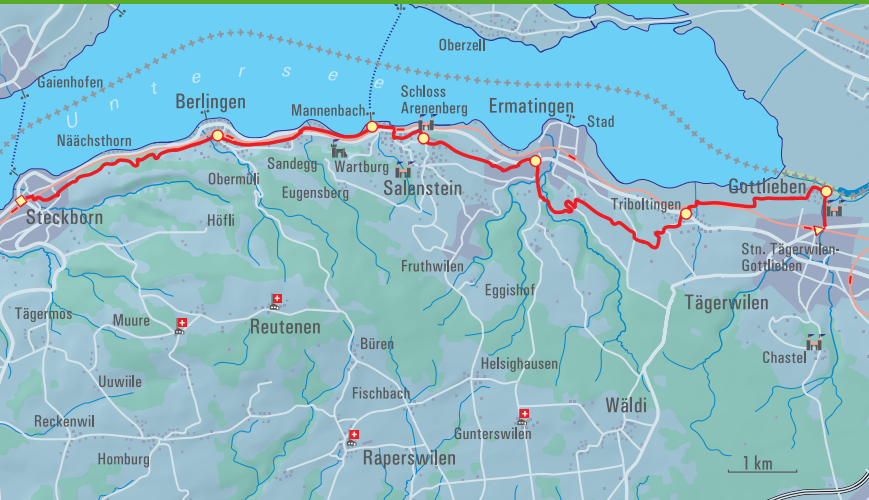 Oberzell
Gaienhofen
Untersee
Schloss
Arenenberg
Berlingen
Mannenbach
Ermatingen
Stad
Näächsthorn
Sandegg
Wartburg
Obermüli
Eugensberg
Salenstein
Gottlieben
Triboltingen
Steckborn
Höfli
Stn. Tägerwilen-
Gottlieben
Fruthwilen
Eggishof
Tägerwilen
Tägermos
Muure
Reutenen
Büren
Chastel
Helsighausen
Uuwiile
Fischbach
Wäldi
Reckenwil
Gunterswilen
Homburg
Raperswilen
1 km